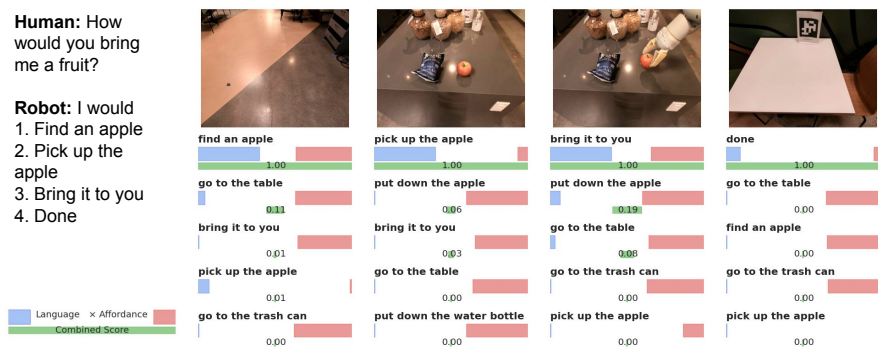 Human: How
would you bring
me a fruit?
Robot: I would
1. Find an apple
2. Pick up the
apple
3. Bring it to you
4. Done
Language × Affordance
Combined Score
find an apple
1.00
go to the table
0.11
bring it to you
0.01
pick up the apple
0.01
go to the trash can
0.00
pick up the apple
1.00
put down the apple
0.06
bring it to you
0.03
go to the table
0.00
put down the water bottle
0.00
bring it to you
1.00
put down the apple
0.19
go to the table
0.08
go to the trash can
0.00
pick up the apple
0.00
done
1.00
go to the table
0.00
find an apple
0.00
go to the trash can
0.00
pick up the apple
0.00